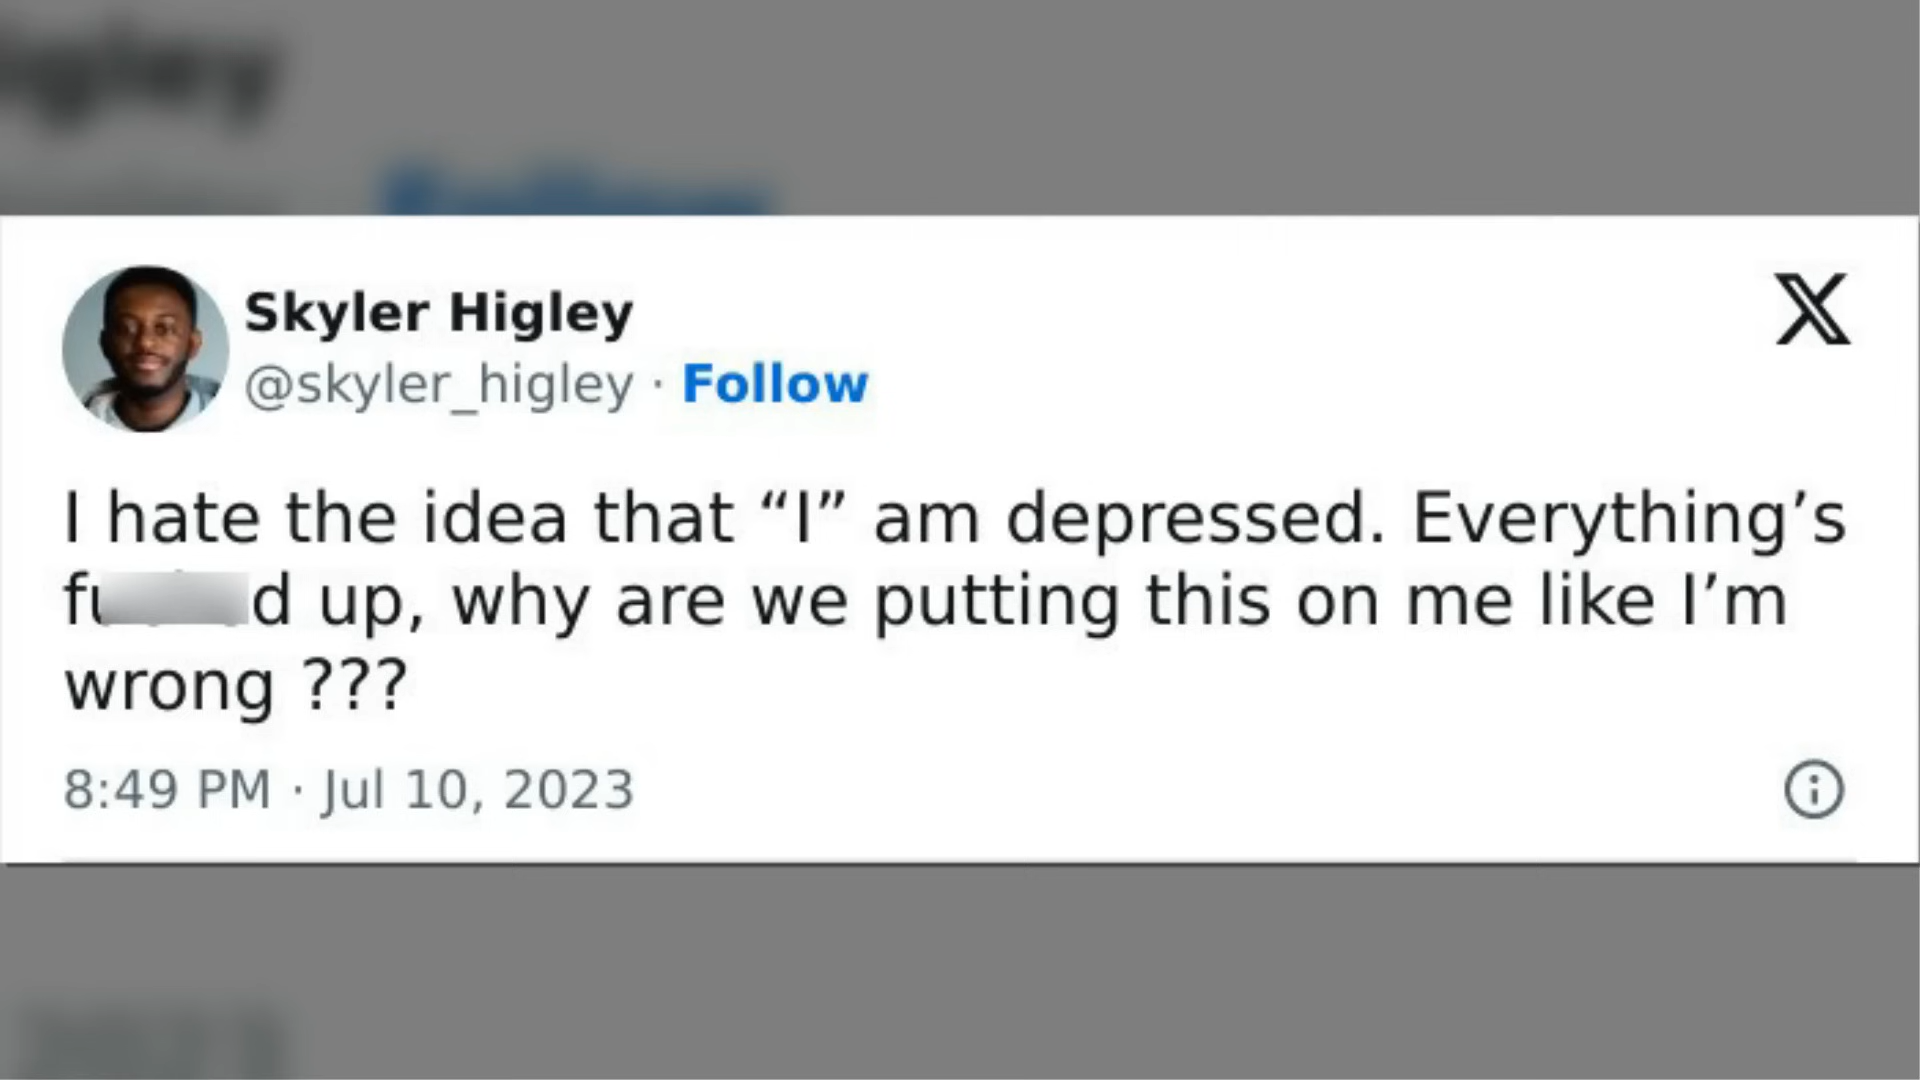 Skyler Higley
@skyler_higley · Follow
I hate the idea that “I” am depressed. Everything’s
up, why are we putting this on me like I’m
wrong ???
8:49 PM · Jul 10, 2023